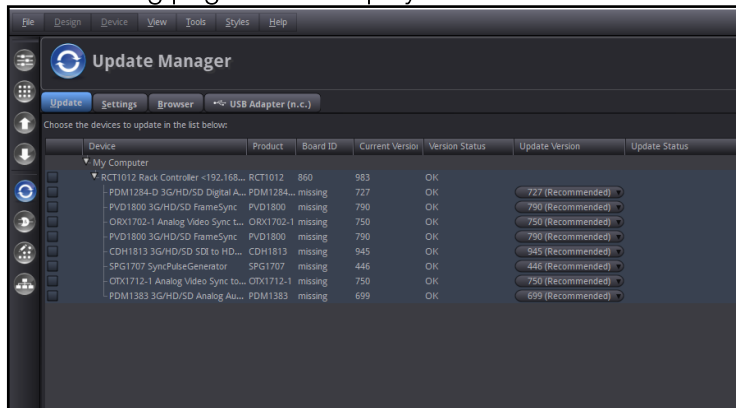 File Design Device View Tools Styles Help
Update Manager
Update Settings Browser USB Adapter (n.c.)
Choose the devices to update in the list below:
Device Product Board ID Current Version Version Status Update Version Update Status
My Computer
RCT1012 Rack Controller <192.168... RCT1012 860 983 OK
PDM1284-D 3G/HD/SD Digital A... PDM1284... missing 727 OK 727 (Recommended)
PVD1800 3G/HD/SD FrameSync PVD1800 missing 790 OK 790 (Recommended)
ORX1702-1 Analog Video Sync t... ORX1702-1 missing 750 OK 750 (Recommended)
PVD1800 3G/HD/SD FrameSync PVD1800 missing 790 OK 790 (Recommended)
CDH1813 3G/HD/SD SDI to HD... CDH1813 missing 945 OK 945 (Recommended)
SPG1707 SyncPulseGenerator SPG1707 missing 446 OK 446 (Recommended)
OTX1712-1 Analog Video Sync to... OTX1712-1 missing 750 OK 750 (Recommended)
PDM1383 3G/HD/SD Analog Au... PDM1383 missing 699 OK 699 (Recommended)